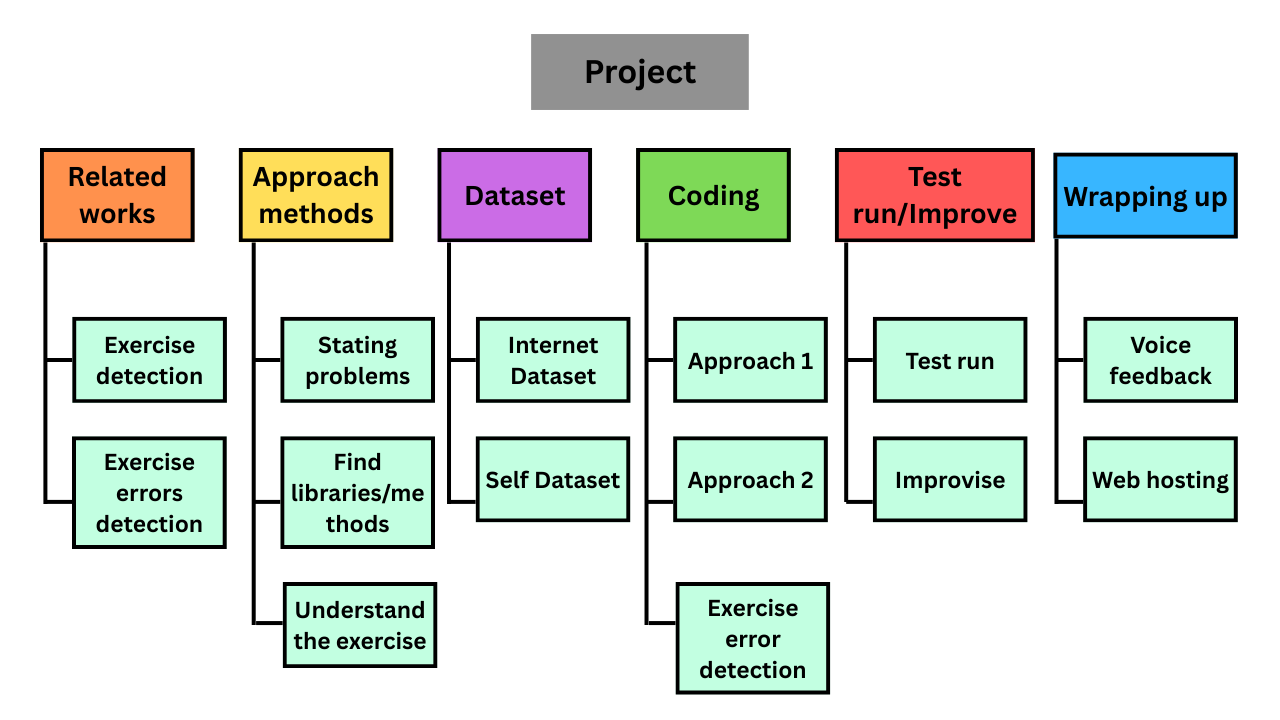 Project
Related
works
Approach
methods
Dataset
Coding
Test
run/Improve
Wrapping up
Exercise
detection
Stating
problems
Internet
Dataset
Approach 1
Test run
Voice
feedback
Exercise
errors
detection
Find
libraries/me
thods
Self Dataset
Approach 2
Improvise
Web hosting
Understand
the exercise
Exercise
error
detection